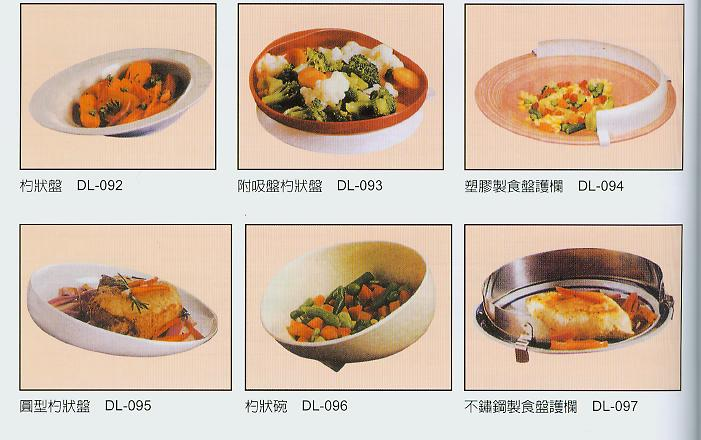 杓狀盤 DL-092
附吸盤杓狀盤 DL-093
塑膠製食盤護欄 DL-094
圓型杓狀盤 DL-095
杓狀碗 DL-096
不鏽鋼製食盤護欄 DL-097